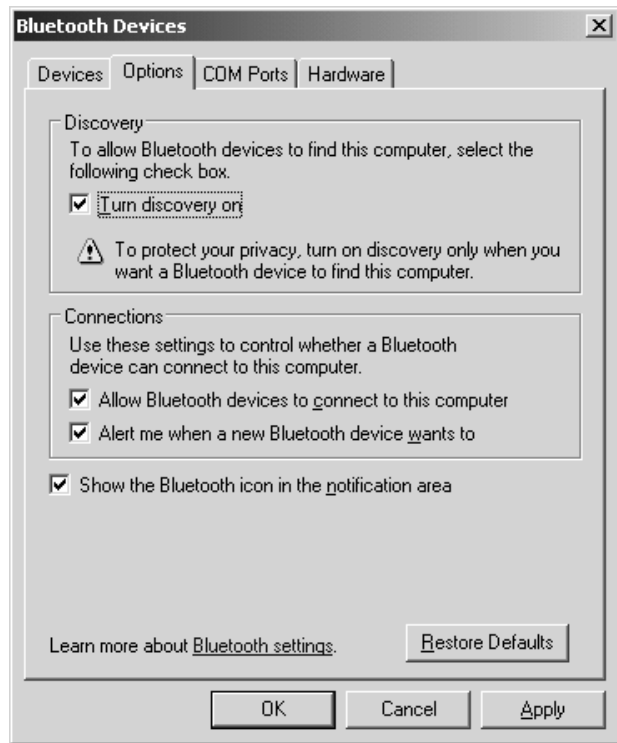 Bluetooth Devices
Devices Options COM Ports Hardware
Discovery
To allow Bluetooth devices to find this computer, select the
following check box.
Turn discovery on
To protect your privacy, turn on discovery only when you
want a Bluetooth device to find this computer.
Connections
Use these settings to control whether a Bluetooth
device can connect to this computer.
Allow Bluetooth devices to connect to this computer
Alert me when a new Bluetooth device wants to
Show the Bluetooth icon in the notification area
Learn more about Bluetooth settings.
Restore Defaults
OK Cancel Apply